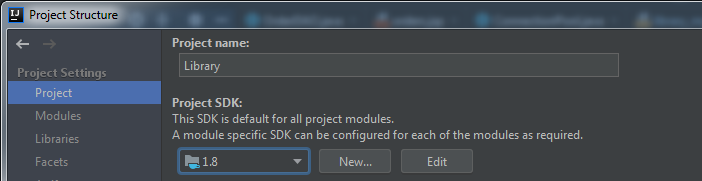 Project Structure
Project name:
Project Settings
Library
Project
Project SDK:
Modules
This SDK is default for all project modules.
Libraries
A module specific SDK can be configured for each of the modules as required.
Facets
1.8
New...
Edit